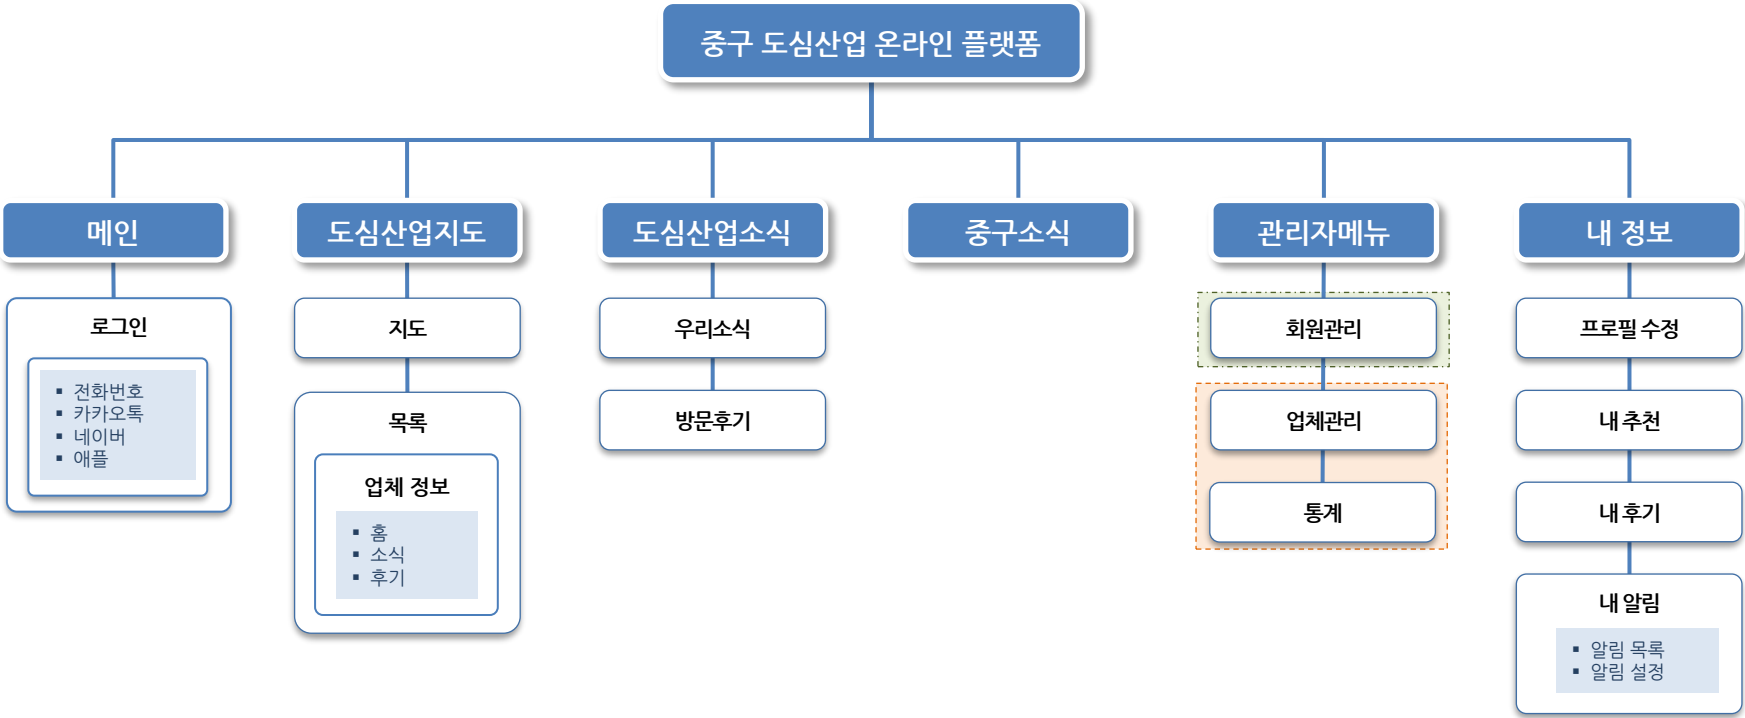 중구 도심산업 온라인 플랫폼
메인
도심산업지도
도심산업소식
중구소식
관리자메뉴
내 정보
로그인
▪ 전화번호
▪ 카카오톡
▪ 네이버
▪ 애플
지도
목록
업체 정보
▪ 홈
▪ 소식
▪ 후기
우리소식
방문후기
회원관리
업체관리
통계
프로필 수정
내 추천
내 후기
내 알림
▪ 알림 목록
▪ 알림 설정